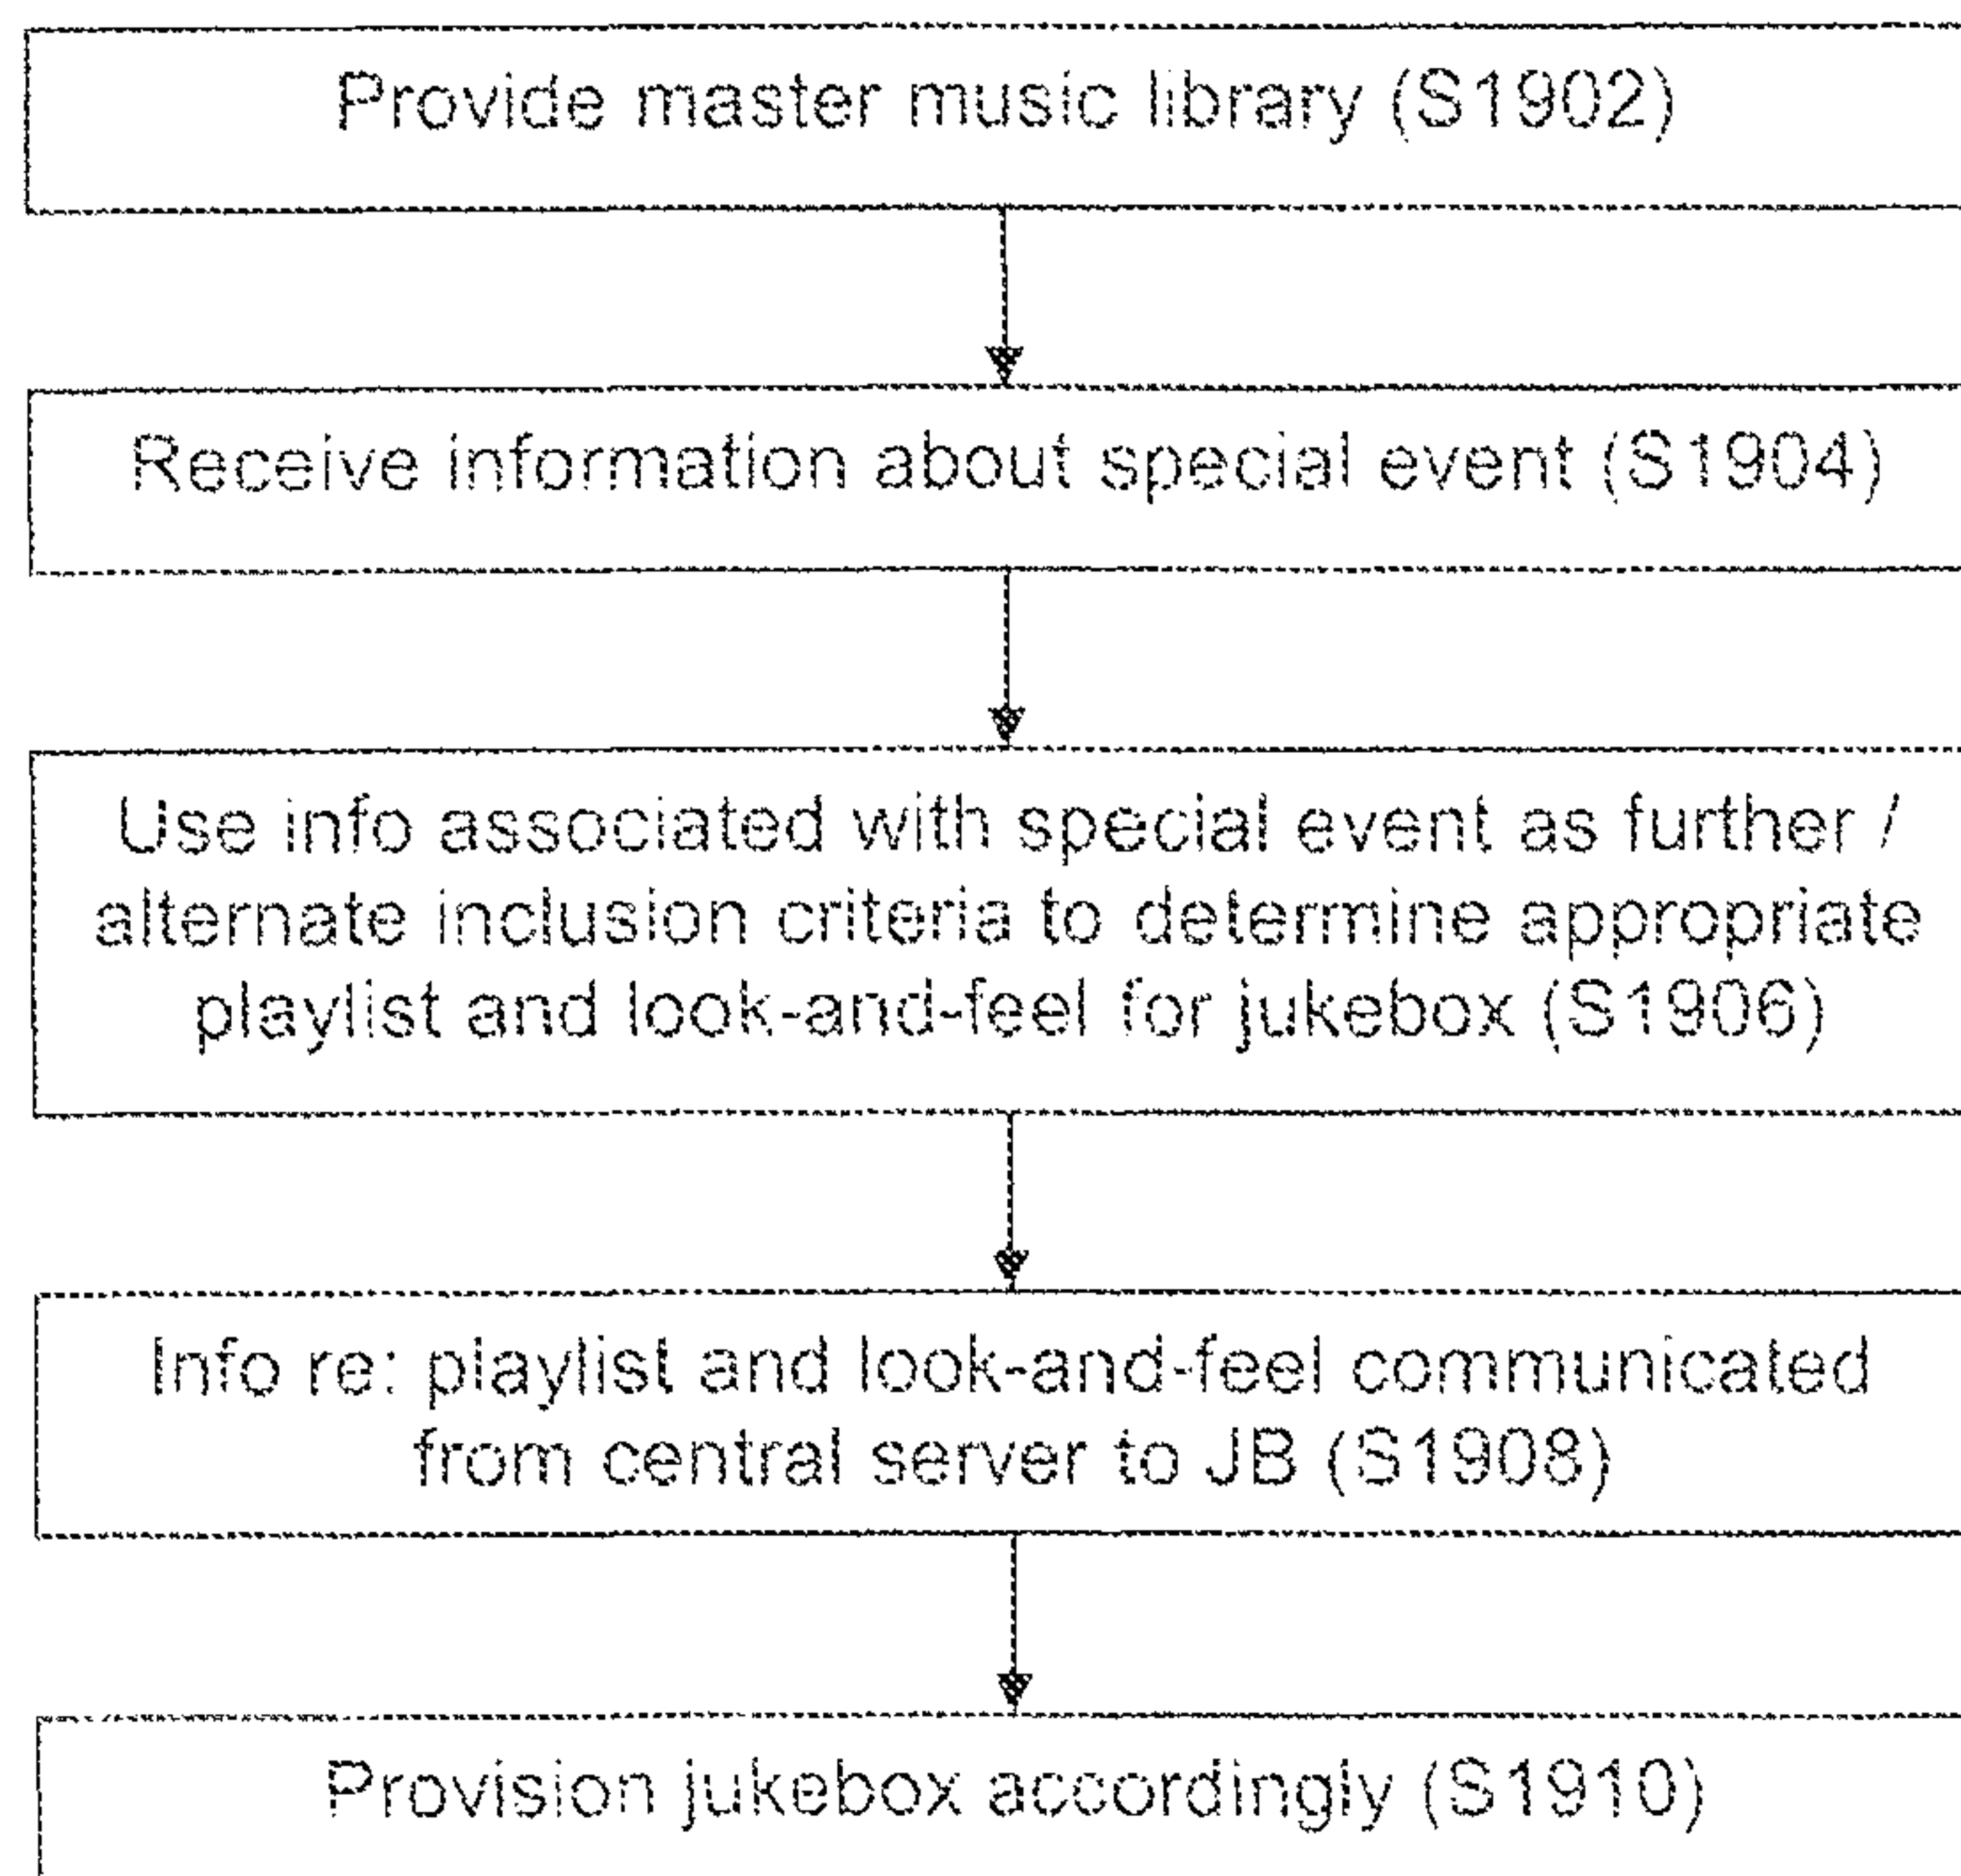 Provide master music library (S1902)
Receive information about special event (S1904)
Use info associated with special event as further /
alternate inclusion criteria to determine appropriate
playlist and look-and-feel for jukebox (S1906)
Info re: playlist and look-and-feel communicated
from central server to JB (S1908)
Provision jukebox accordingly (S1910)